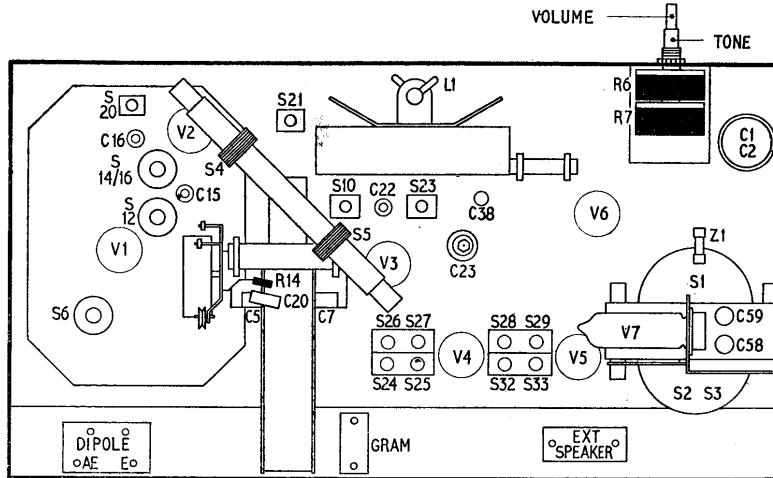 VOLUME
TONE
S
20
S21
L1
R6
R7
C16
V2
C1
C2
S
14/16
S4
C15
S10
C22
S23
C38
S
12
V6
V1
S5
V3
C23
Z1
S1
R14
C20
S6
C5
C7
S26 S27
S28 S29
V7
C59
C58
V4
V5
S24 S25
S32 S33
S2 S3
DIPOLE
AE E
GRAM
EXT
SPEAKER